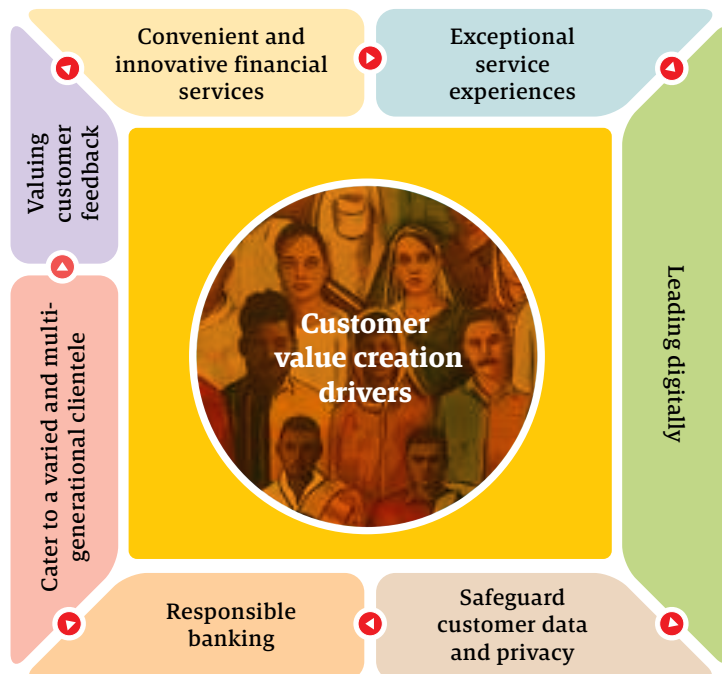 Convenient and
innovative financial
services
Exceptional
service
experiences
Leading digitally
Safeguard
customer data
and privacy
Responsible
banking
Cater to a varied and multi-
generational clientele
Valuing
customer
feedback
Customer
value creation
drivers